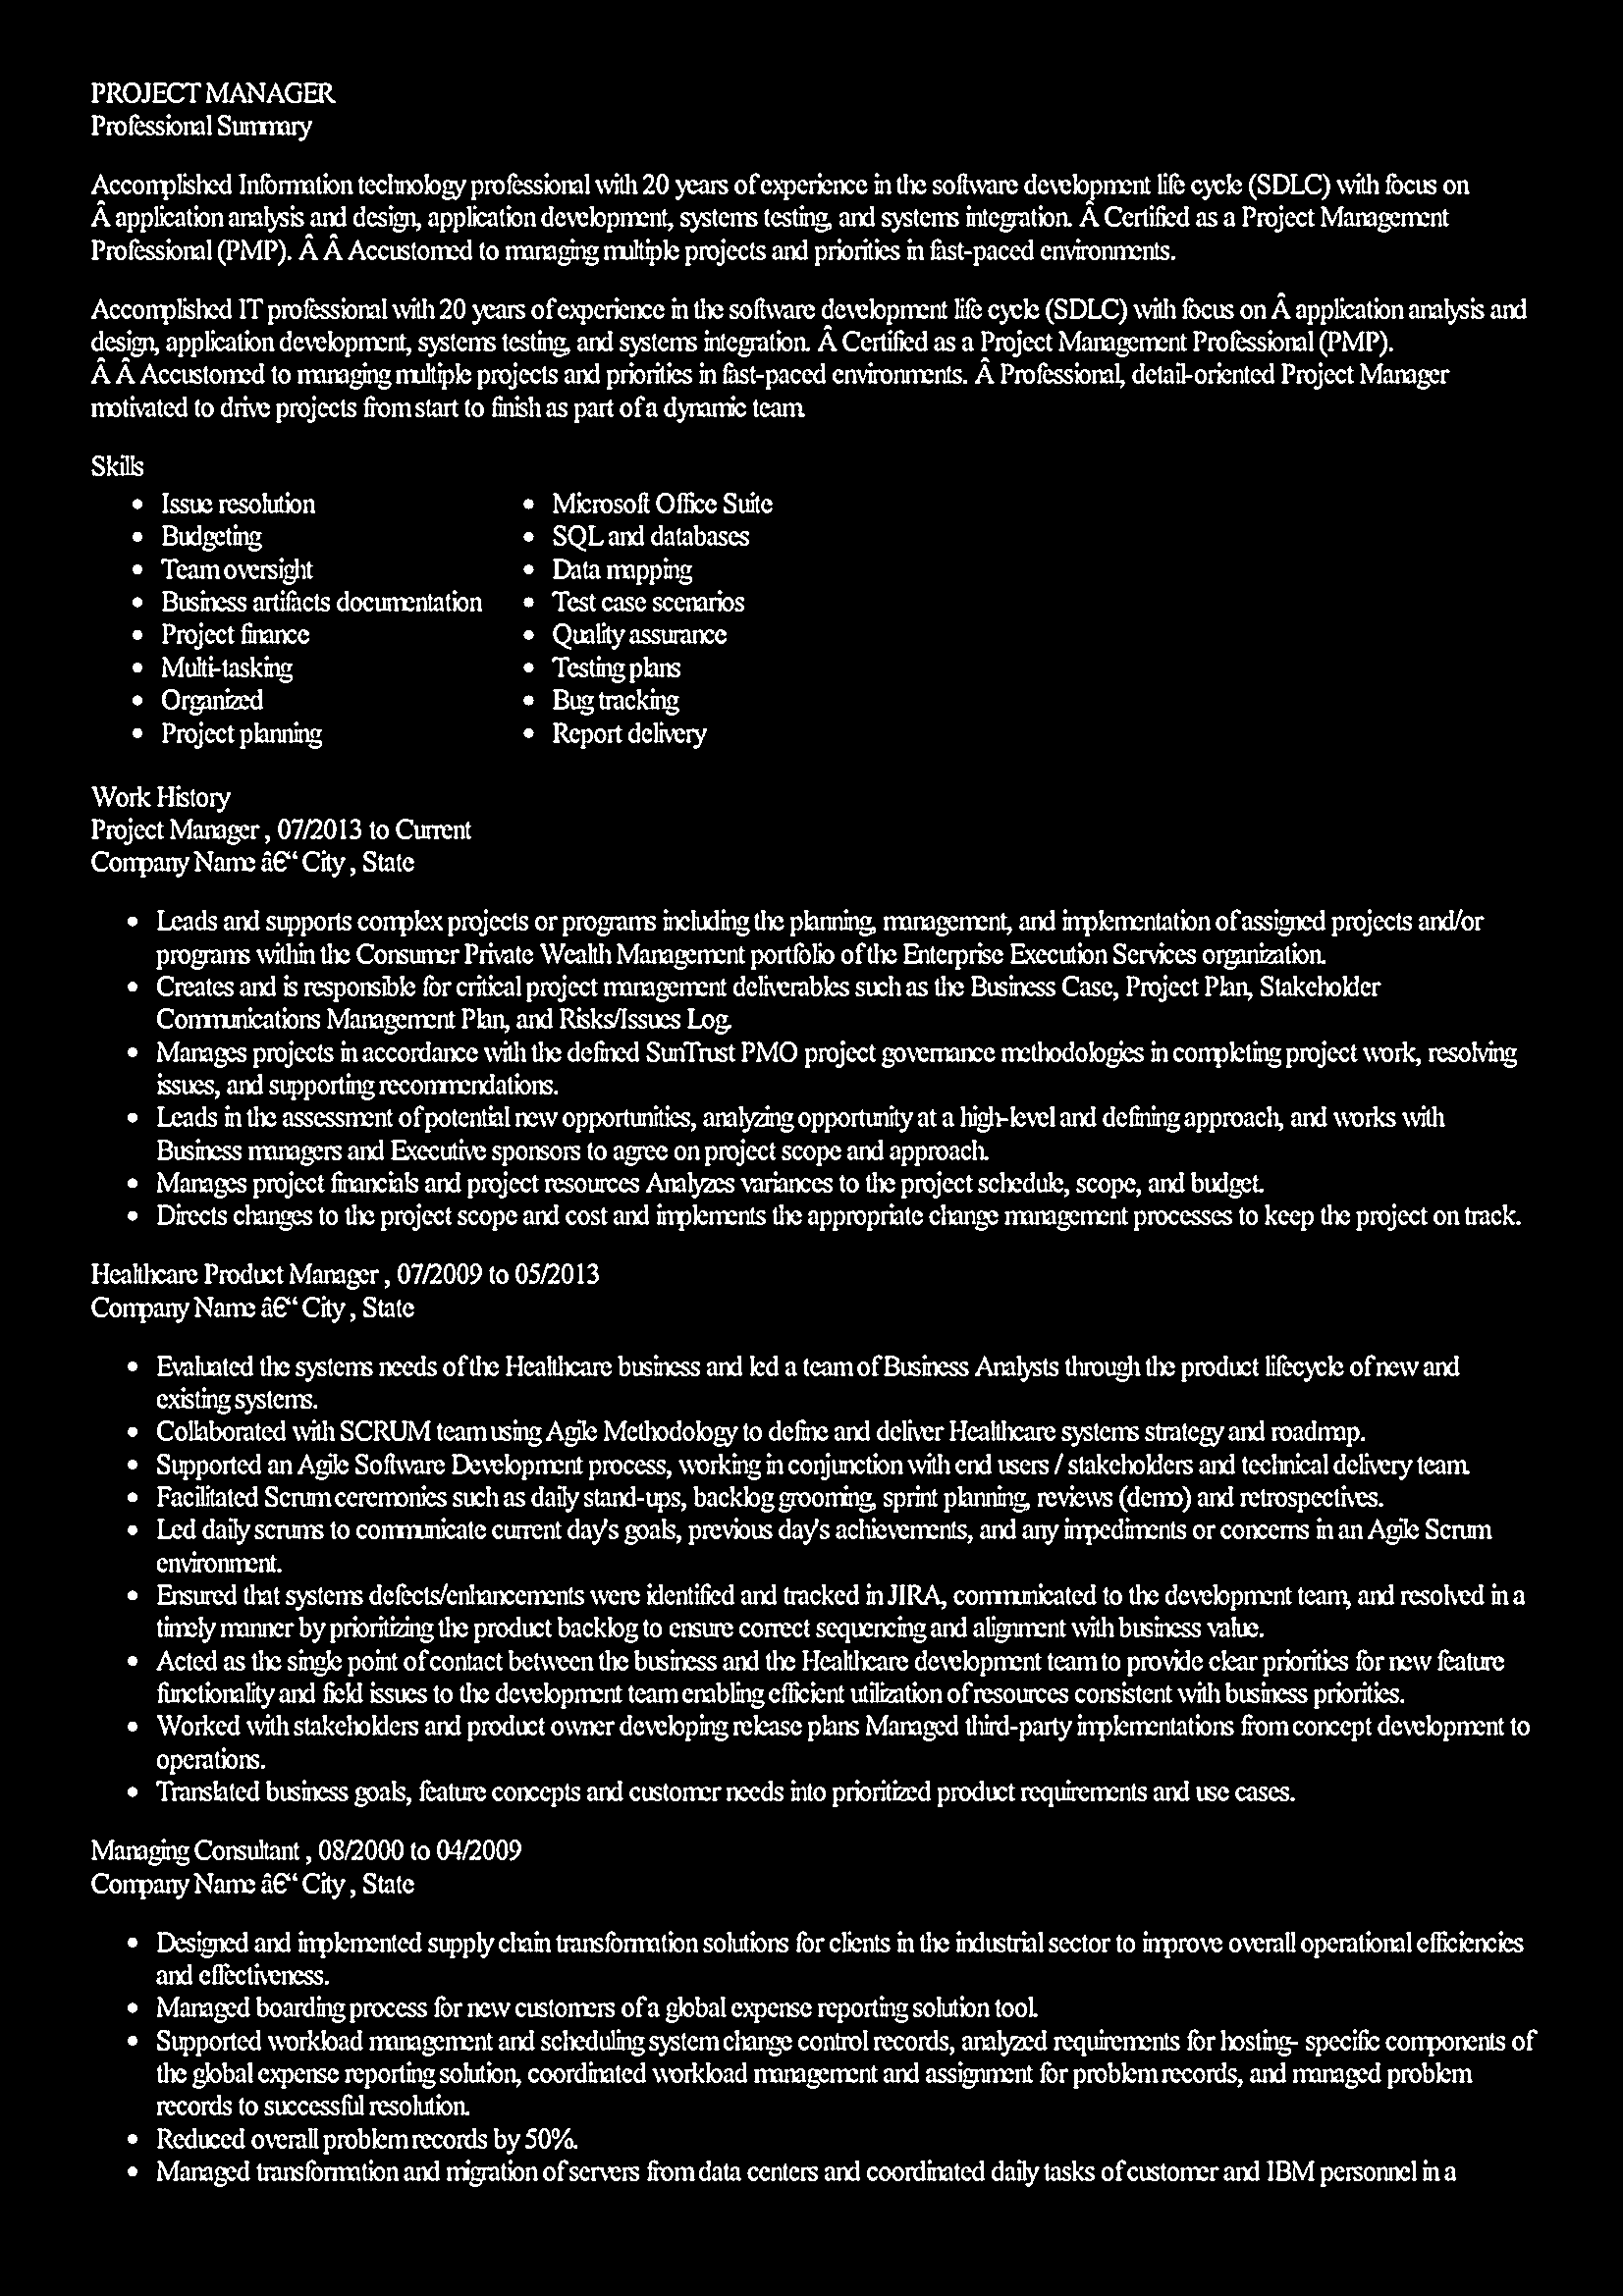 PROJECT MANAGER
Professional Summary
Accomplished Information technology professional with 20 years of experience in the software development life cycle (SDLC) with focus on
Â application analysis and design, application development, systems testing, and systems integration. Â Certified as a Project Management
Professional (PMP). Â Â Accustomed to managing multiple projects and priorities in fast-paced environments.
Accomplished IT professional with 20 years of experience in the software development life cycle (SDLC) with focus on Â application analysis and
design, application development, systems testing, and systems integration. Â Certified as a Project Management Professional (PMP).
Â Â Accustomed to managing multiple projects and priorities in fast-paced environments. Â Professional, detail-oriented Project Manager
motivated to drive projects from start to finish as part of a dynamic team.
Skills
• Issue resolution
• Budgeting
• Team oversight
• Business artifacts documentation
• Project finance
• Multi-tasking
• Organized
• Project planning
• Microsoft Office Suite
• SQL and databases
• Data mapping
• Test case scenarios
• Quality assurance
• Testing plans
• Bug tracking
• Report delivery
Work History
Project Manager , 07/2013 to Current
Company Name â€“ City , State
• Leads and supports complex projects or programs including the planning, management, and implementation of assigned projects and/or
programs within the Consumer Private Wealth Management portfolio of the Enterprise Execution Services organization.
• Creates and is responsible for critical project management deliverables such as the Business Case, Project Plan, Stakeholder
Communications Management Plan, and Risks/Issues Log.
• Manages projects in accordance with the defined SunTrust PMO project governance methodologies in completing project work, resolving
issues, and supporting recommendations.
• Leads in the assessment of potential new opportunities, analyzing opportunity at a high-level and defining approach, and works with
Business managers and Executive sponsors to agree on project scope and approach.
• Manages project financials and project resources Analyzes variances to the project schedule, scope, and budget.
• Directs changes to the project scope and cost and implements the appropriate change management processes to keep the project on track.
Healthcare Product Manager , 07/2009 to 05/2013
Company Name â€“ City , State
• Evaluated the systems needs of the Healthcare business and led a team of Business Analysts through the product lifecycle of new and
existing systems.
• Collaborated with SCRUM team using Agile Methodology to define and deliver Healthcare systems strategy and roadmap.
• Supported an Agile Software Development process, working in conjunction with end users / stakeholders and technical delivery team.
• Facilitated Scrum ceremonies such as daily stand-ups, backlog grooming, sprint planning, reviews (demo) and retrospectives.
• Led daily scrums to communicate current day's goals, previous day's achievements, and any impediments or concerns in an Agile Scrum
environment.
• Ensured that systems defects/enhancements were identified and tracked in JIRA, communicated to the development team, and resolved in a
timely manner by prioritizing the product backlog to ensure correct sequencing and alignment with business value.
• Acted as the single point of contact between the business and the Healthcare development team to provide clear priorities for new feature
functionality and field issues to the development team enabling efficient utilization of resources consistent with business priorities.
• Worked with stakeholders and product owner developing release plans Managed third-party implementations from concept development to
operations.
• Translated business goals, feature concepts and customer needs into prioritized product requirements and use cases.
Managing Consultant , 08/2000 to 04/2009
Company Name â€“ City , State
• Designed and implemented supply chain transformation solutions for clients in the industrial sector to improve overall operational efficiencies
and effectiveness.
• Managed boarding process for new customers of a global expense reporting solution tool.
• Supported workload management and scheduling system change control records, analyzed requirements for hosting- specific components of
the global expense reporting solution, coordinated workload management and assignment for problem records, and managed problem
records to successful resolution.
• Reduced overall problem records by 50%.
• Managed transformation and migration of servers from data centers and coordinated daily tasks of customer and IBM personnel in a